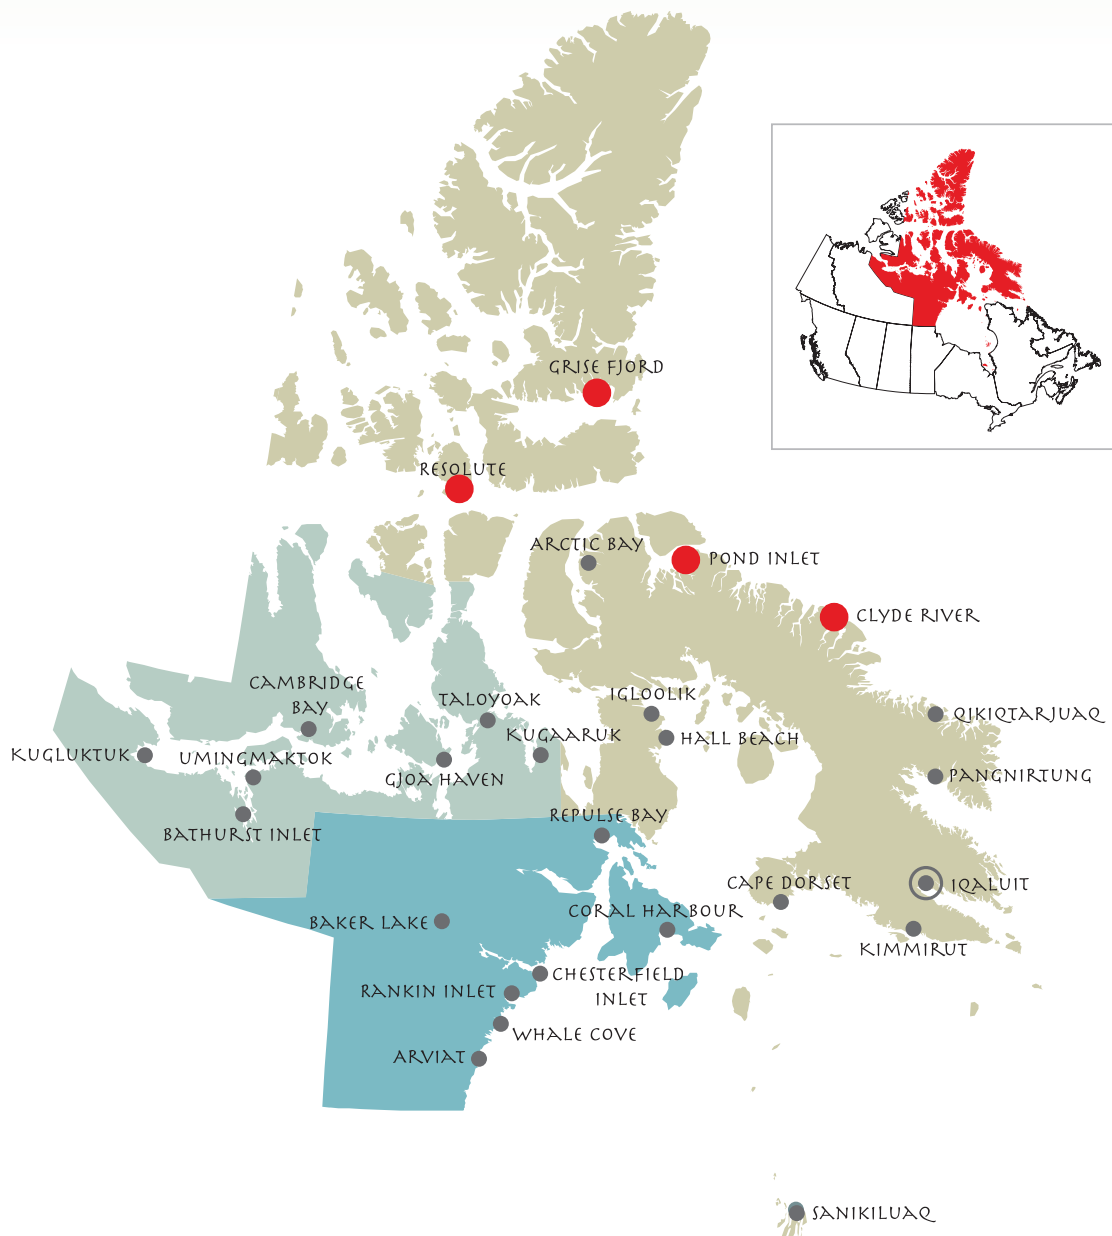 GRISE FJORD
RESOLUTE
ARCTIC BAY
POND INLET
CLYDE RIVER
CAMBRIDGE
BAY
TALOYOAK
IGLOOLIK
QIKIQTARJUAQ
KUGLUKTUK
UMINGMAKTOK
KUGAARUK
HALL BEACH
GJOA HAVEN
PANGNIRTUNG
BATHURST INLET
REPULSE BAY
CAPE DORSET
IQALUIT
BAKER LAKE
CORAL HARBOUR
KIMMIRUT
CHESTERFIELD
INLET
RANKIN INLET
WHALE COVE
ARVIAT
SANIKILUAQ